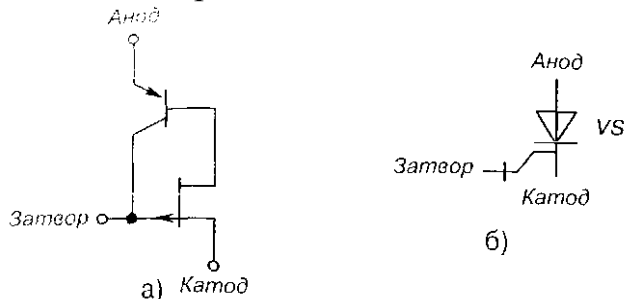 Анод
Затвор
Катод
а)
Анод
VS
Затвор
Катод
б)